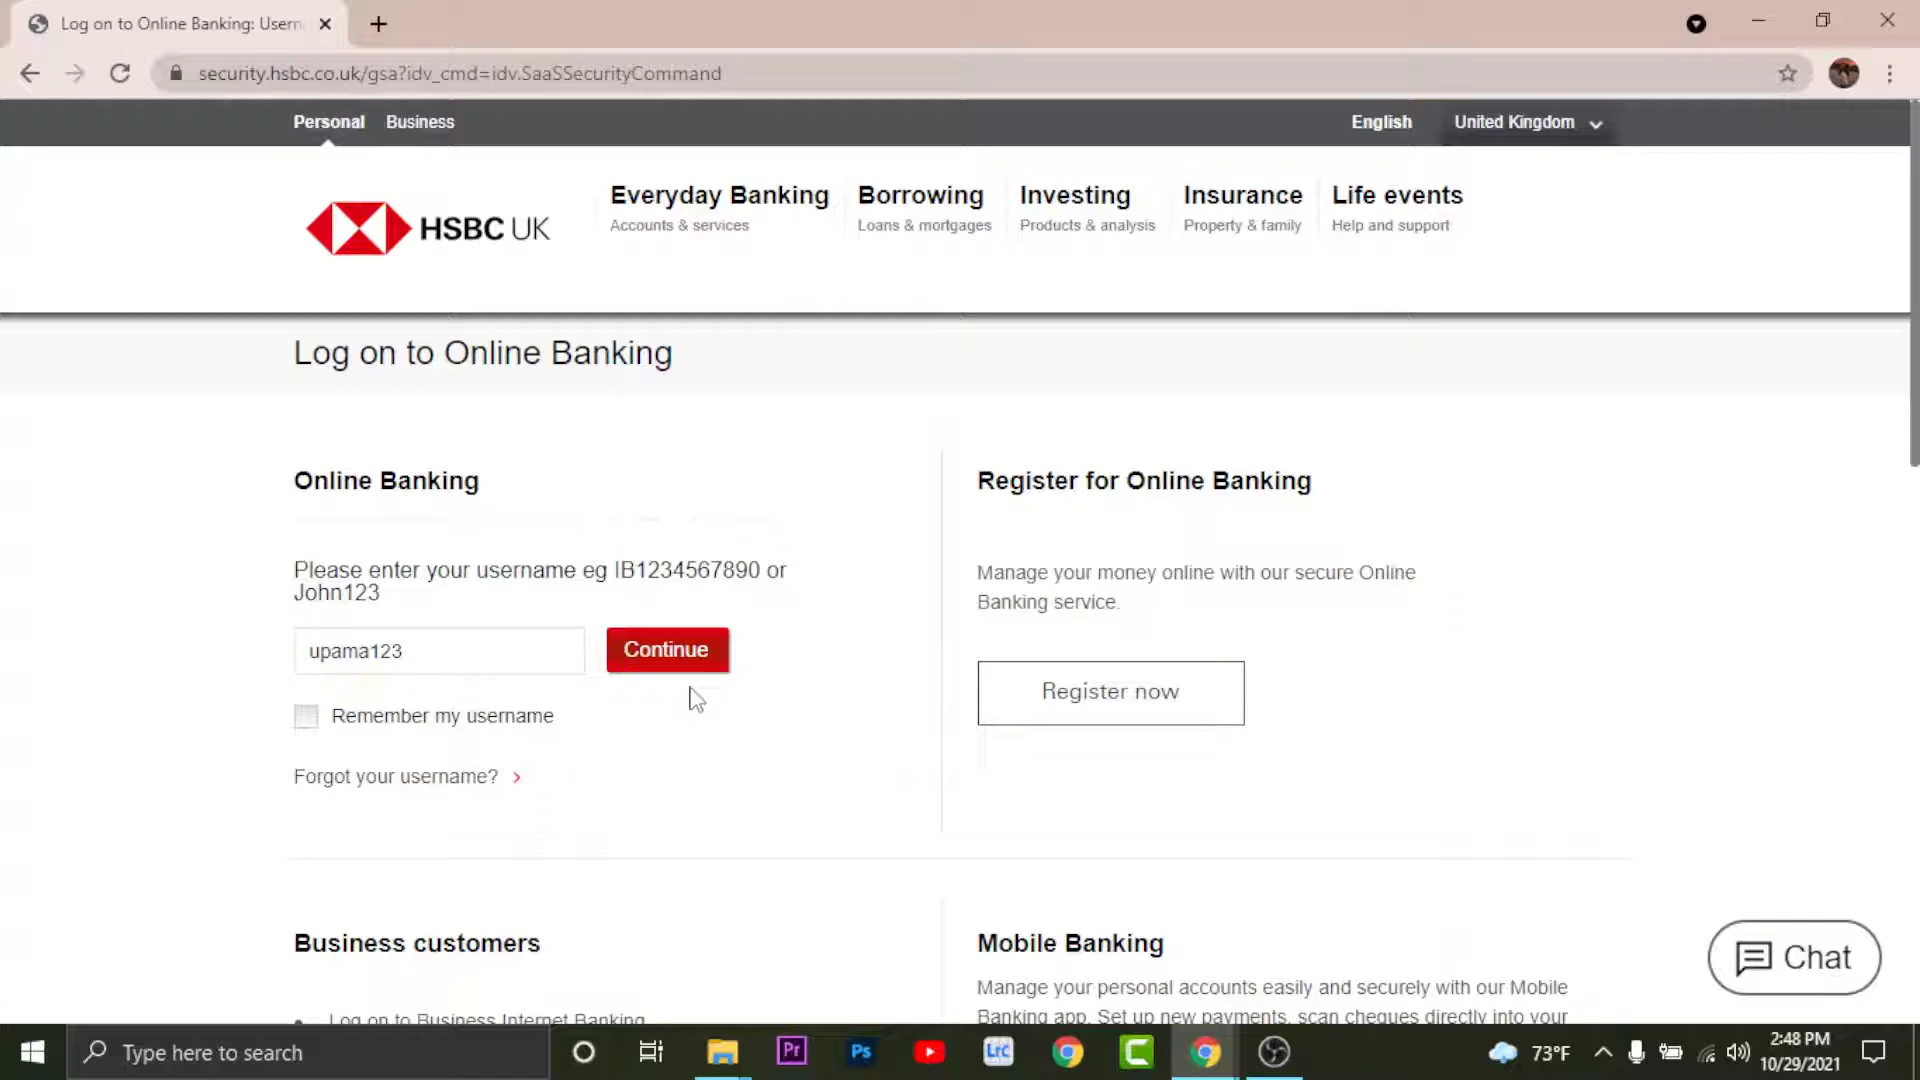 Log on to Online Banking: Usern
security.hsbc.co.uk/gsa?idv_cmd=idv.SaaSSecurityCommand
Personal Business English United Kingdom
HSBC UK
Everyday Banking Borrowing Investing Insurance Life events
Accounts & services Loans & mortgages Products & analysis Property & family Help and support
Log on to Online Banking
Online Banking
Please enter your username eg IB1234567890 or
John123
upama123 Continue
Remember my username
Forgot your username?
Register for Online Banking
Manage your money online with our secure Online
Banking service.
Register now
Business customers
Log on to Business Internet Banking
Mobile Banking
Manage your personal accounts easily and securely with our Mobile
Banking app. Set up new payments, scan cheques directly into your
Chat
Type here to search
Pr
Ps
Lrc
C
73°F
2:48 PM
10/29/2021